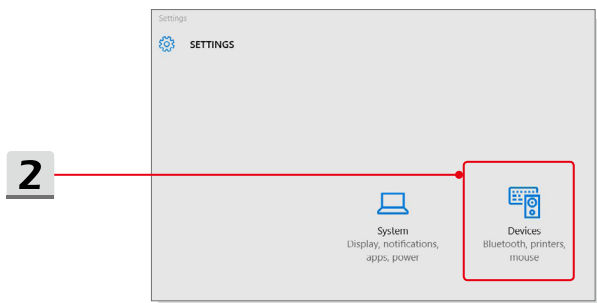 Settings
SETTINGS
2
System
Display, notifications,
apps, power
Devices
Bluetooth, printers,
mouse